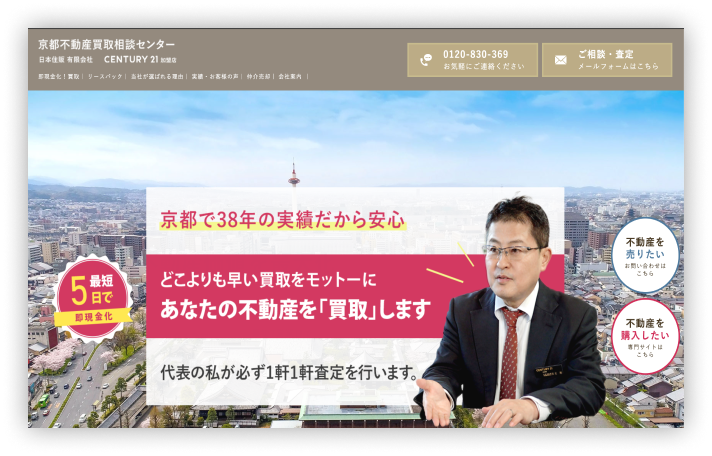 京都不動産買取相談センター
日本住販 有限会社 CENTURY 21 加盟店
即現金化！買取｜リースバック｜当社が選ばれる理由｜実績・お客様の声｜仲介売却｜会社案内｜
0120-830-369
お気軽にご連絡ください
ご相談・査定
メールフォームはこちら
京都で38年の実績だから安心
どこよりも早い買取をモットーに
あなたの不動産を「買取」します
代表の私が必ず1軒1軒査定を行います。
最短
5日で
即現金化
不動産を
売りたい
お問い合わせは
こちら
不動産を
購入したい
専門サイトは
こちら